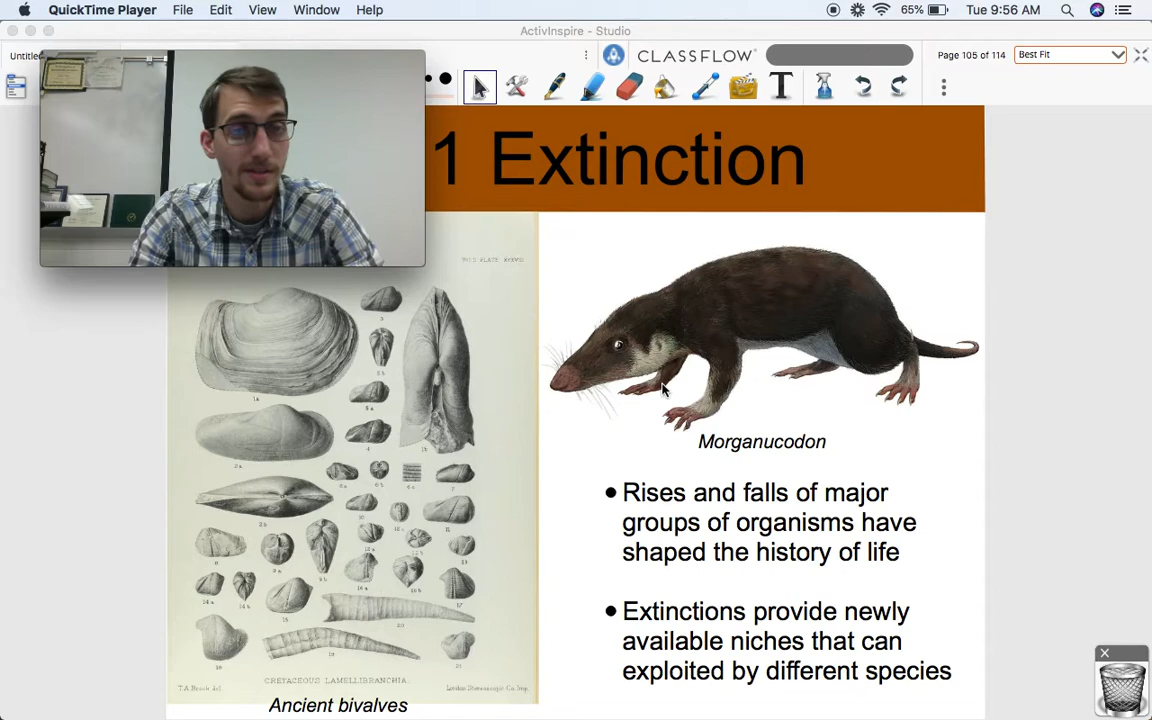 QuickTime Player File Edit View Window Help 65% Tue 9:56 AM
ActivInspire - Studio
CLASSFLOW Page 105 of 114 Best Fit
T
1 Extinction
Morganucodon
•Rises and falls of major
groups of organisms have
shaped the history of life
•Extinctions provide newly
available niches that can
exploited by different species
CRETACEOUS LAMELLIBRANCHIA.
Ancient bivalves